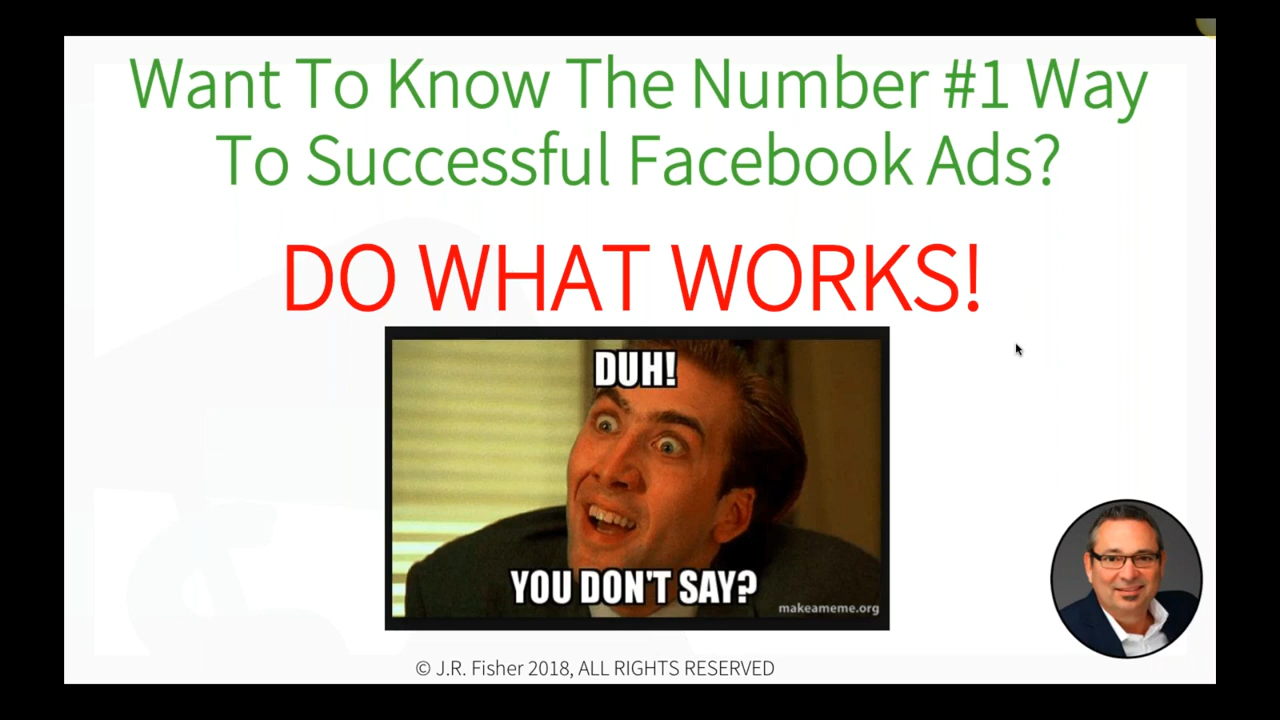 Want To Know The Number #1 Way
To Successful Facebook Ads?
DO WHAT WORKS!
DUH!
YOU DON'T SAY?
makeameme.org
© J.R. Fisher 2018, ALL RIGHTS RESERVED